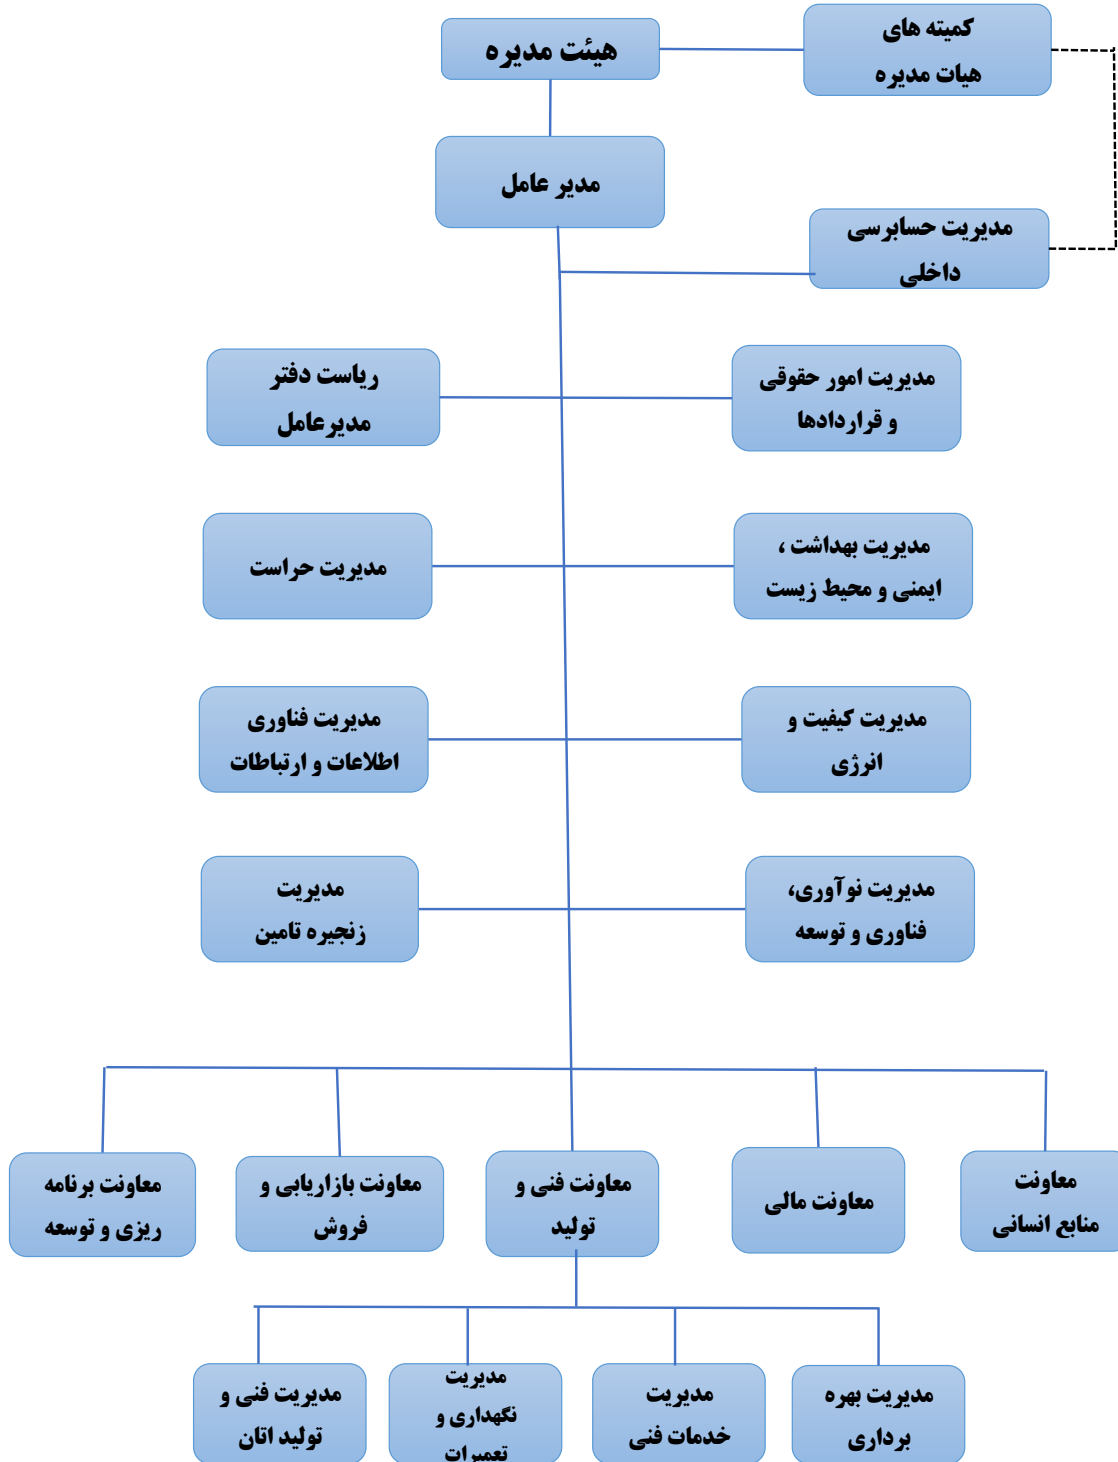 هیئت مدیره
کمیته های
هیات مدیره
مدیر عامل
مدیریت حسابرسی
داخلی
مدیریت امور حقوقی
و قراردادها
ریاست دفتر
مدیرعامل
مدیریت بهداشت ،
ایمنی و محیط زیست
مدیریت حراست
مدیریت کیفیت و
انرژی
مدیریت فناوری
اطلاعات و ارتباطات
مدیریت نوآوری،
فناوری و توسعه
مدیریت
زنجیره تامین
معاونت
منابع انسانی
معاونت مالی
معاونت فنی و
تولید
معاونت بازاریابی و
فروش
معاونت برنامه
ریزی و توسعه
مدیریت بهره
برداری
مدیریت
خدمات فنی
مدیریت
نگهداری و
تعمیرات
مدیریت فنی و
تولید اتان